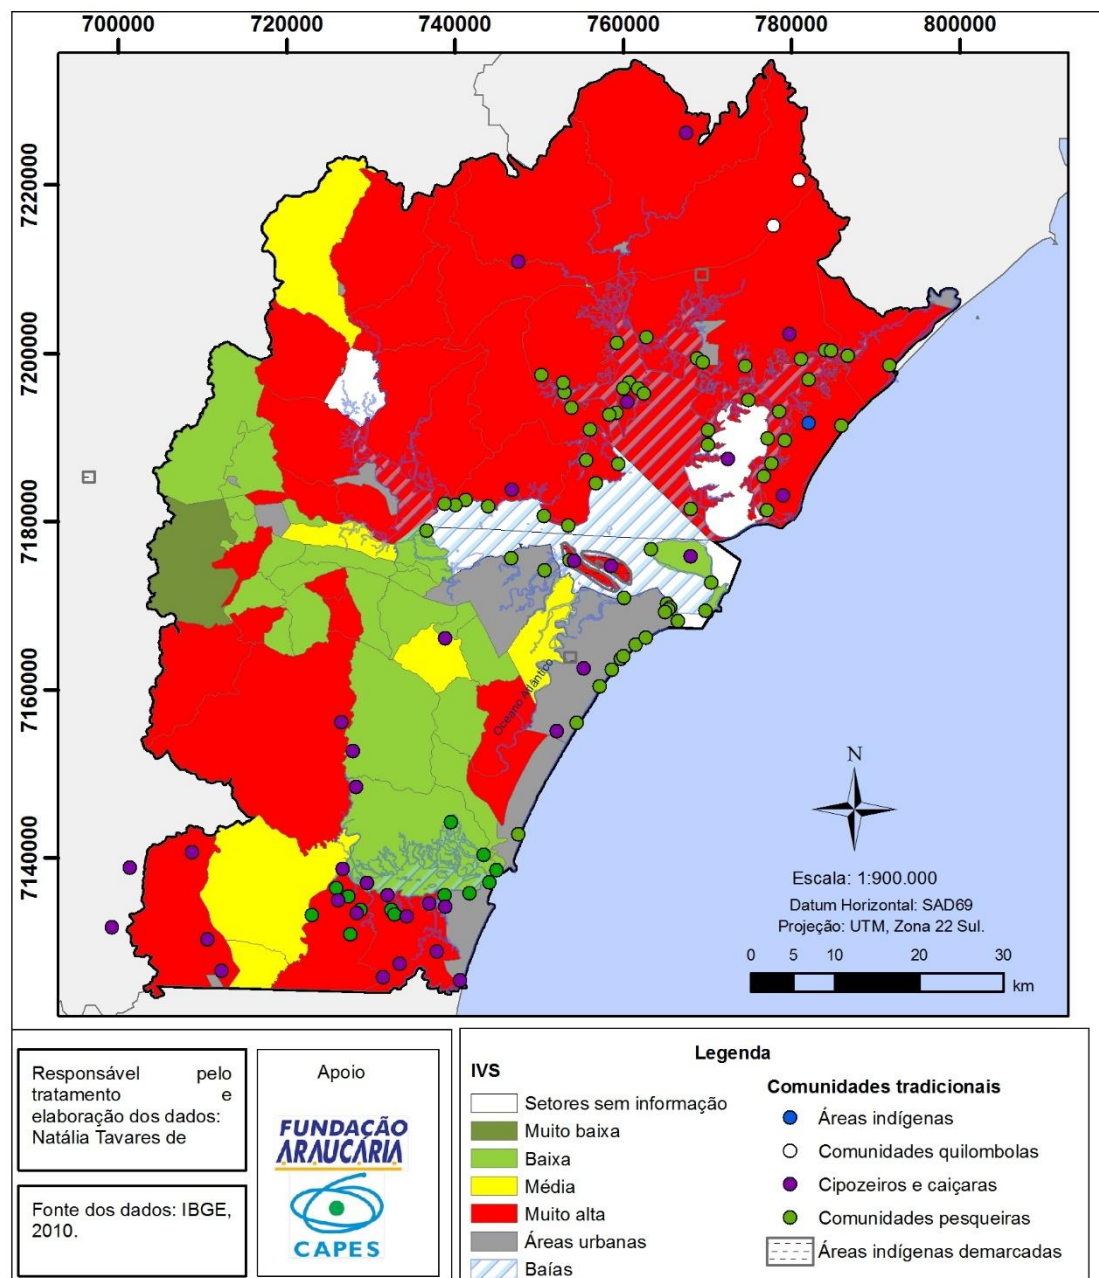 700000 720000 740000 760000 780000 800000
7220000
7200000
7180000
7160000
7140000
Oceano Atlântico
N
Escala: 1:900.000
Datum Horizontal: SAD69
Projeção: UTM, Zona 22 Sul.
0 5 10 20 30
km
Responsável pelo
tratamento e
elaboração dos dados:
Natália Tavares de
Fonte dos dados: IBGE,
2010.
Apoio
FUNDAÇÃO
ARAUCÁRIA
CAPES
Legenda
IVS
Setores sem informação
Muito baixa
Baixa
Média
Muito alta
Áreas urbanas
Baías
Comunidades tradicionais
Áreas indígenas
Comunidades quilombolas
Cipozeiros e caiçaras
Comunidades pesqueiras
Áreas indígenas demarcadas